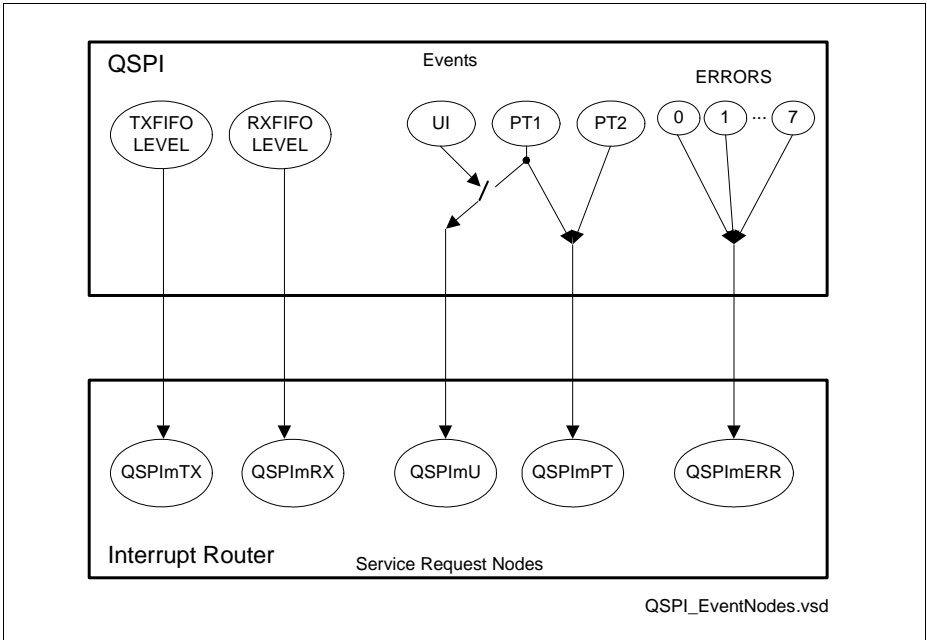 QSPI
Events
ERRORS
TXFIFO
LEVEL
RXFIFO
LEVEL
UI
PT1
PT2
0
1
...
7
QSPImTX
QSPImRX
QSPImU
QSPImPT
QSPImERR
Interrupt Router
Service Request Nodes
QSPI_EventNodes.vsd